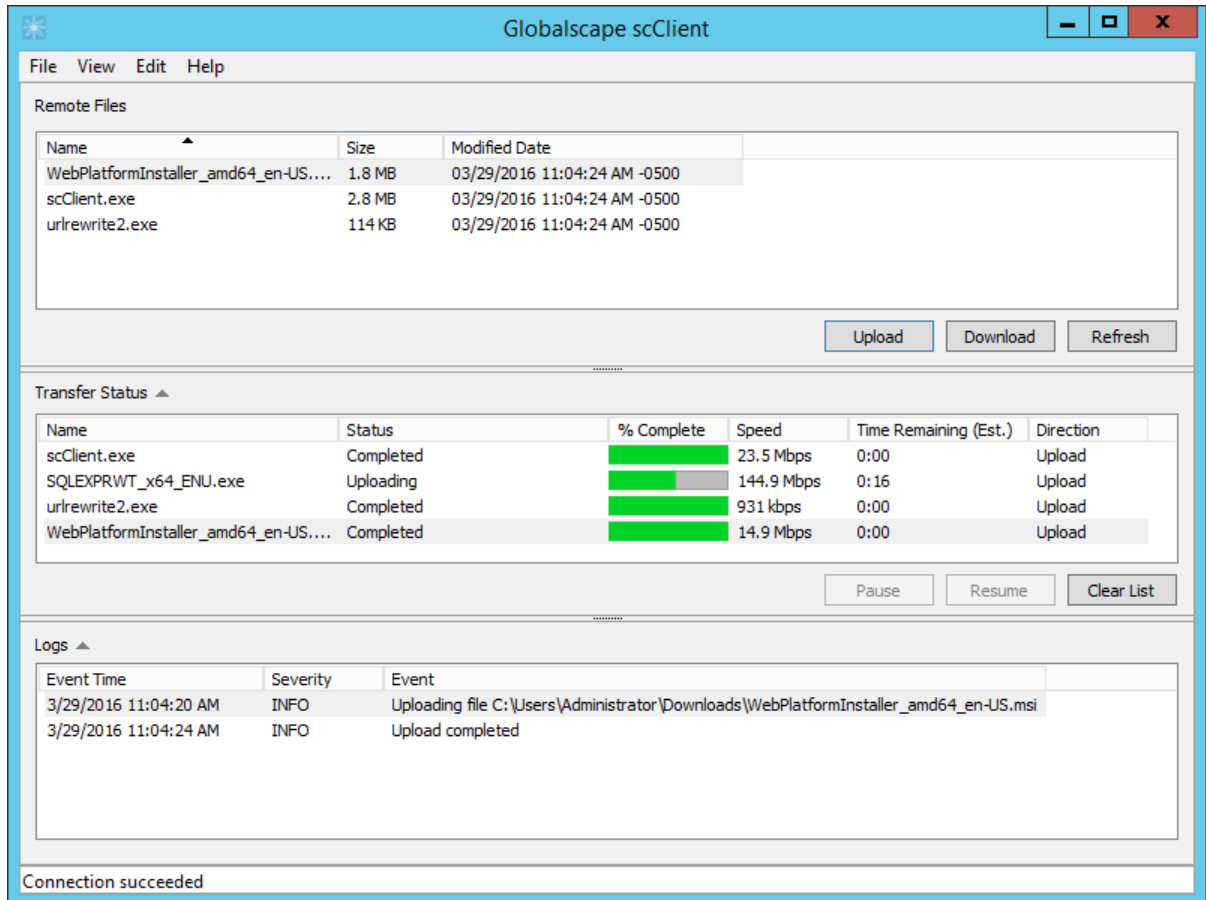 Globalscape scClient
File View Edit Help
Remote Files
Name Size Modified Date
WebPlatformInstaller_amd64_en-US.... 1.8 MB 03/29/2016 11:04:24 AM -0500
scClient.exe 2.8 MB 03/29/2016 11:04:24 AM -0500
urlrewrite2.exe 114 KB 03/29/2016 11:04:24 AM -0500
Upload Download Refresh
Transfer Status
Name Status % Complete Speed Time Remaining (Est.) Direction
scClient.exe Completed 23.5 Mbps 0:00 Upload
SQLEXPRWT_x64_ENU.exe Uploading 144.9 Mbps 0:16 Upload
urlrewrite2.exe Completed 931 kbps 0:00 Upload
WebPlatformInstaller_amd64_en-US.... Completed 14.9 Mbps 0:00 Upload
Pause Resume Clear List
Logs
Event Time Severity Event
3/29/2016 11:04:20 AM INFO Uploading file C:\Users\Administrator\Downloads\WebPlatformInstaller_amd64_en-US.msi
3/29/2016 11:04:24 AM INFO Upload completed
Connection succeeded